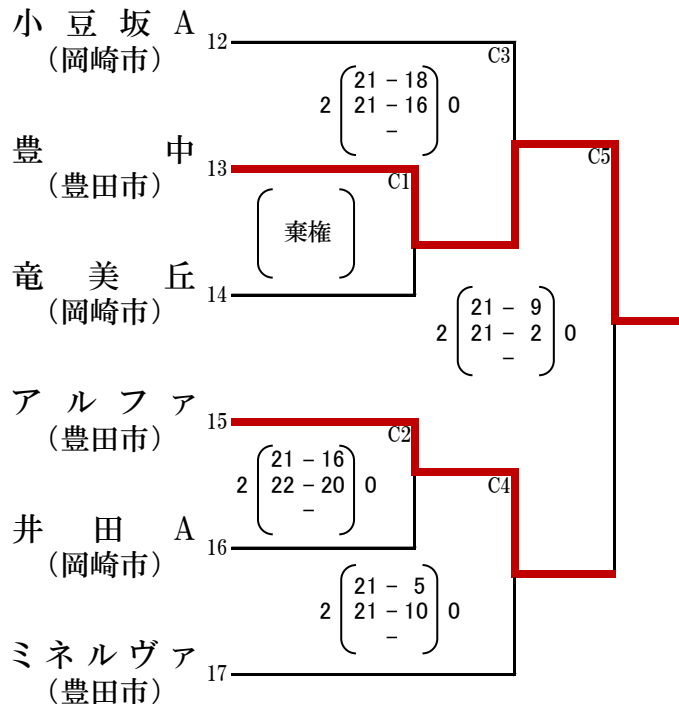 小豆坂A
（岡崎市）
12
C3
21 - 18
2 21 - 16 0
-
豊中
（豊田市）
13
C1
C5
棄権
竜美丘
（岡崎市）
14
21 - 9
2 21 - 2 0
-
アルファ
（豊田市）
15
C2
21 - 16
2 22 - 20 0
-
C4
井田A
（岡崎市）
16
21 - 5
2 21 - 10 0
-
ミネルヴァ
（豊田市）
17